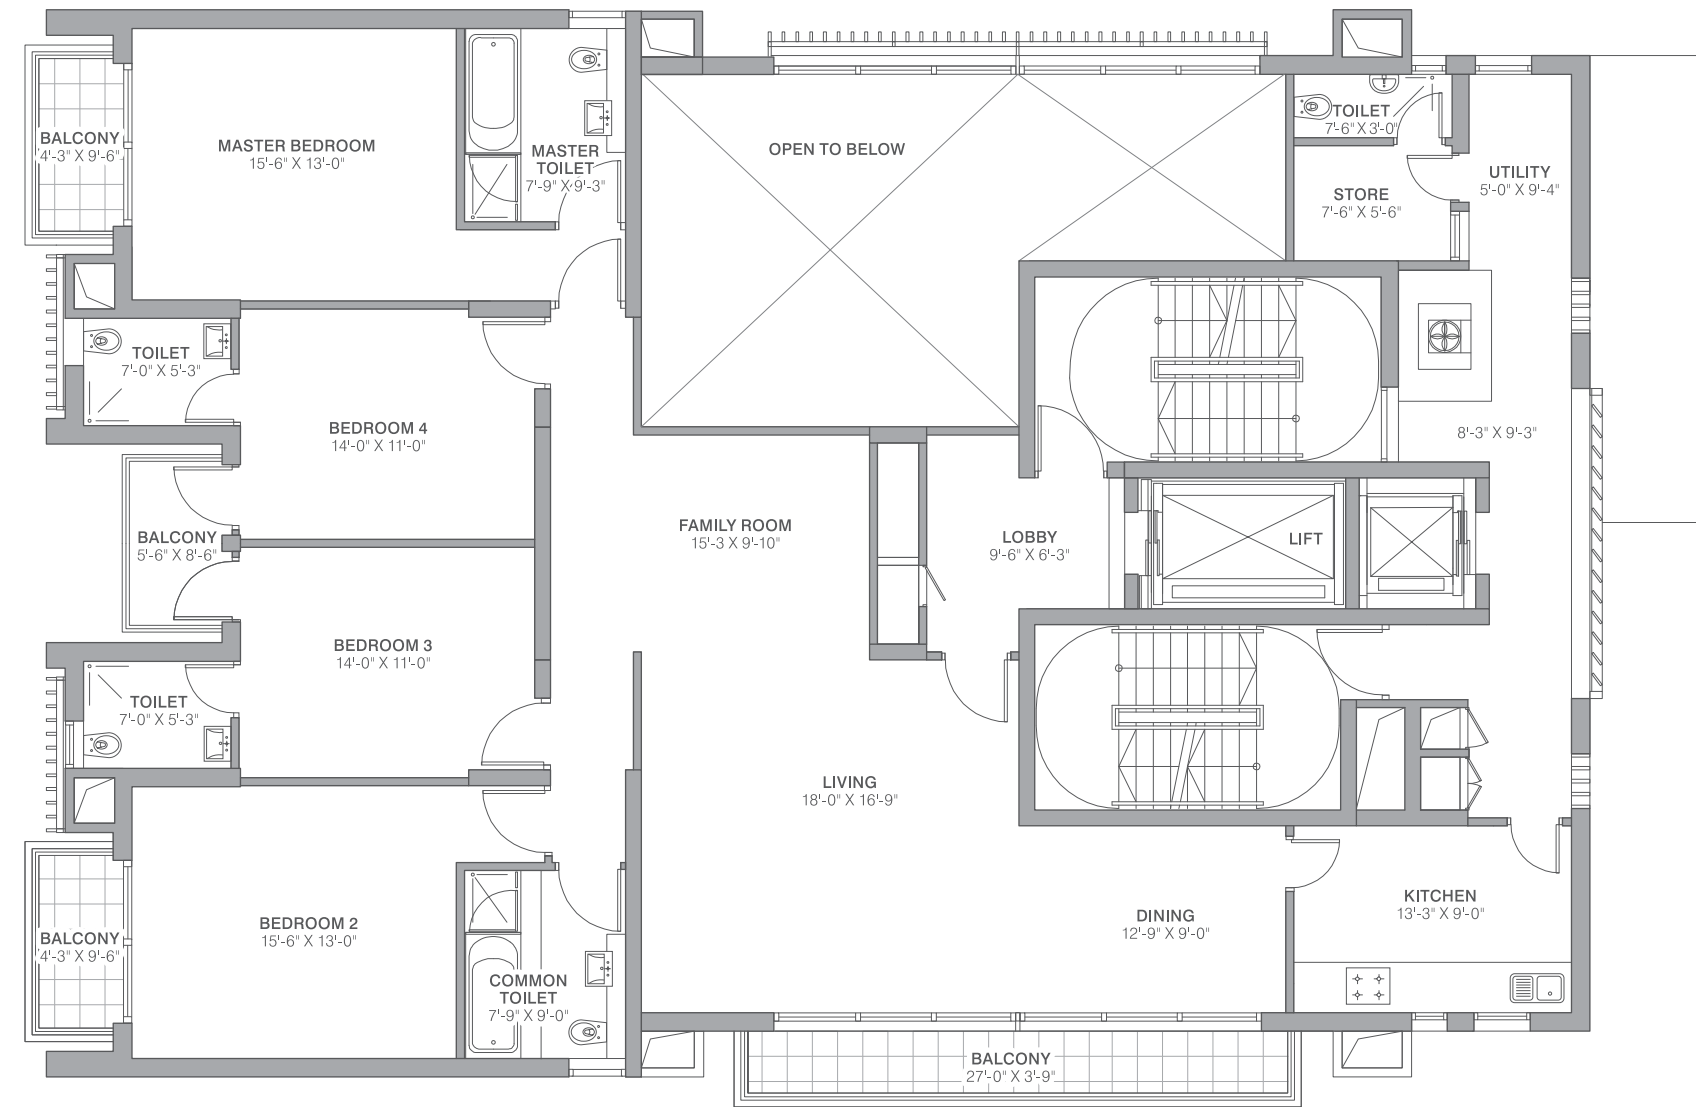 BALCONY
4'-3" X 9'-6"
MASTER BEDROOM
15'-6" X 13'-0"
MASTER
TOILET
7'-9" X 9'-3"
OPEN TO BELOW
TOILET
7'-6" X 3'-0"
STORE
7'-6" X 5'-6"
UTILITY
5'-0" X 9'-4"
TOILET
7'-0" X 5'-3"
BEDROOM 4
14'-0" X 11'-0"
8'-3" X 9'-3"
BALCONY
5'-6" X 8'-6"
FAMILY ROOM
15'-3 X 9'-10"
LOBBY
9'-6" X 6'-3"
LIFT
BEDROOM 3
14'-0" X 11'-0"
TOILET
7'-0" X 5'-3"
LIVING
18'-0" X 16'-9"
BALCONY
4'-3" X 9'-6"
BEDROOM 2
15'-6" X 13'-0"
COMMON
TOILET
7'-9" X 9'-0"
DINING
12'-9" X 9'-0"
KITCHEN
13'-3" X 9'-0"
BALCONY
27'-0" X 3'-9"